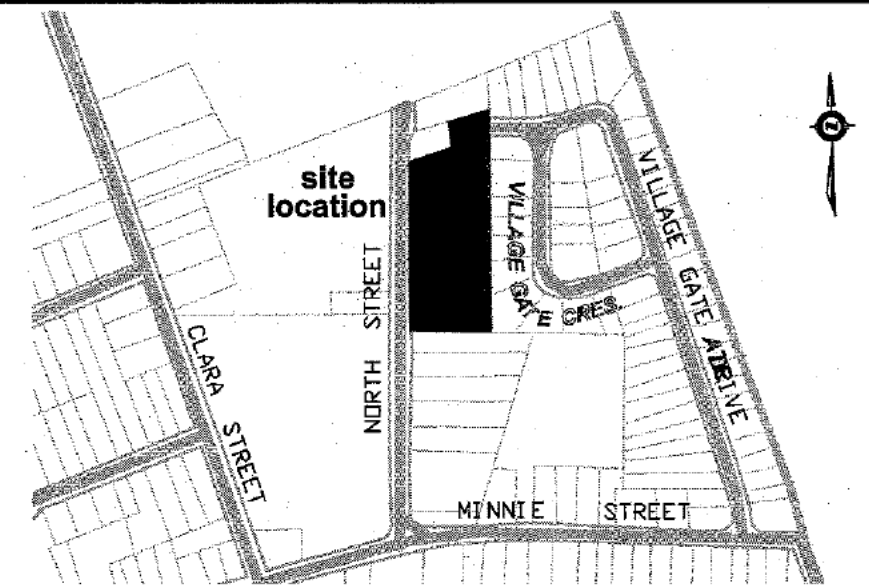 site
location
NORTH STREET
VILLAGE GATE CRES.
VILLAGE GATE DRIVE
CLARA
STREET
MINNIE STREET